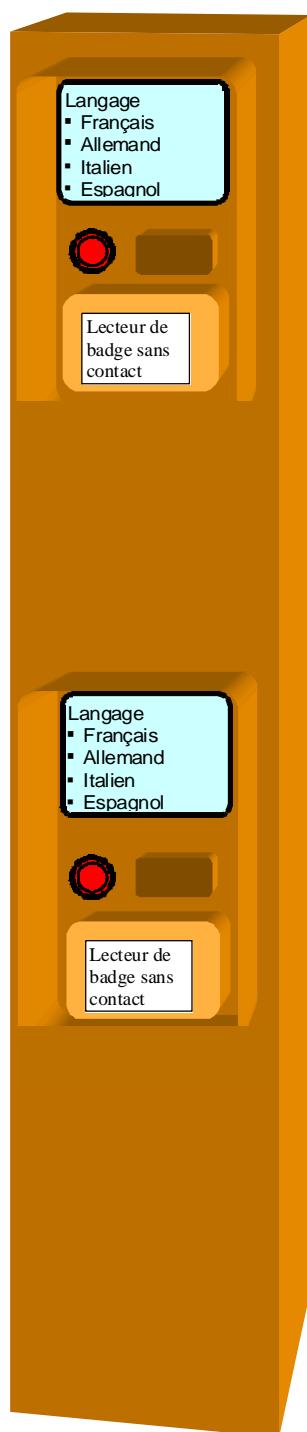 Langage
▪ Français
▪ Allemand
▪ Italien
▪ Espagnol
Lecteur de
badge sans
contact
Langage
▪ Français
▪ Allemand
▪ Italien
▪ Espagnol
Lecteur de
badge sans
contact